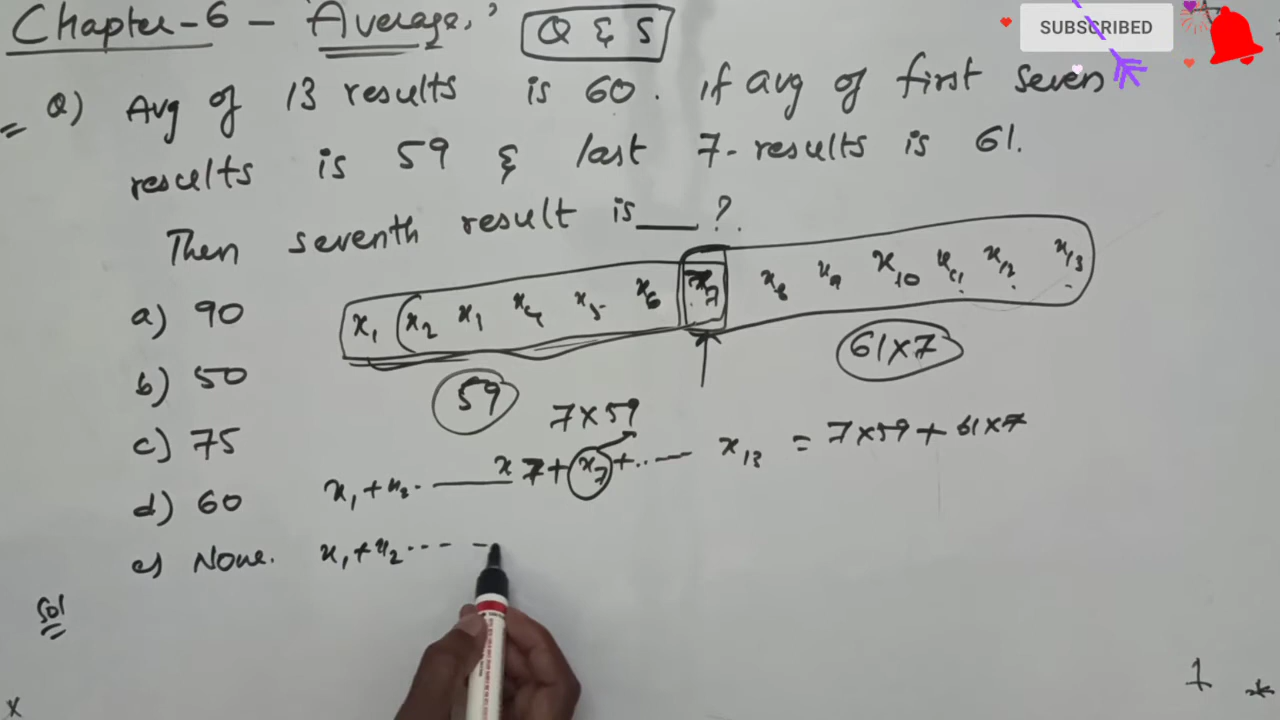 Chapter-6 - 'Average.' Q & S
SUBSCRIBED
Q) Avg of 13 results is 60. if avg of first seven
results is 59 & last 7-results is 61.
Then seventh result is ___ ?
a) 90
b) 50
c) 75
d) 60
e) None.
x₁ x₂ x₁ x₄ x₅ x₆ x₇ x₈ x₉ x₁₀ x₁₁ x₁₂ x₁₃
59
61×7
7×59
x₁+x₂. —— x 7+x₇+..— x₁₃ = 7×59+61×7
x₁+x₂... - -
Sol
1